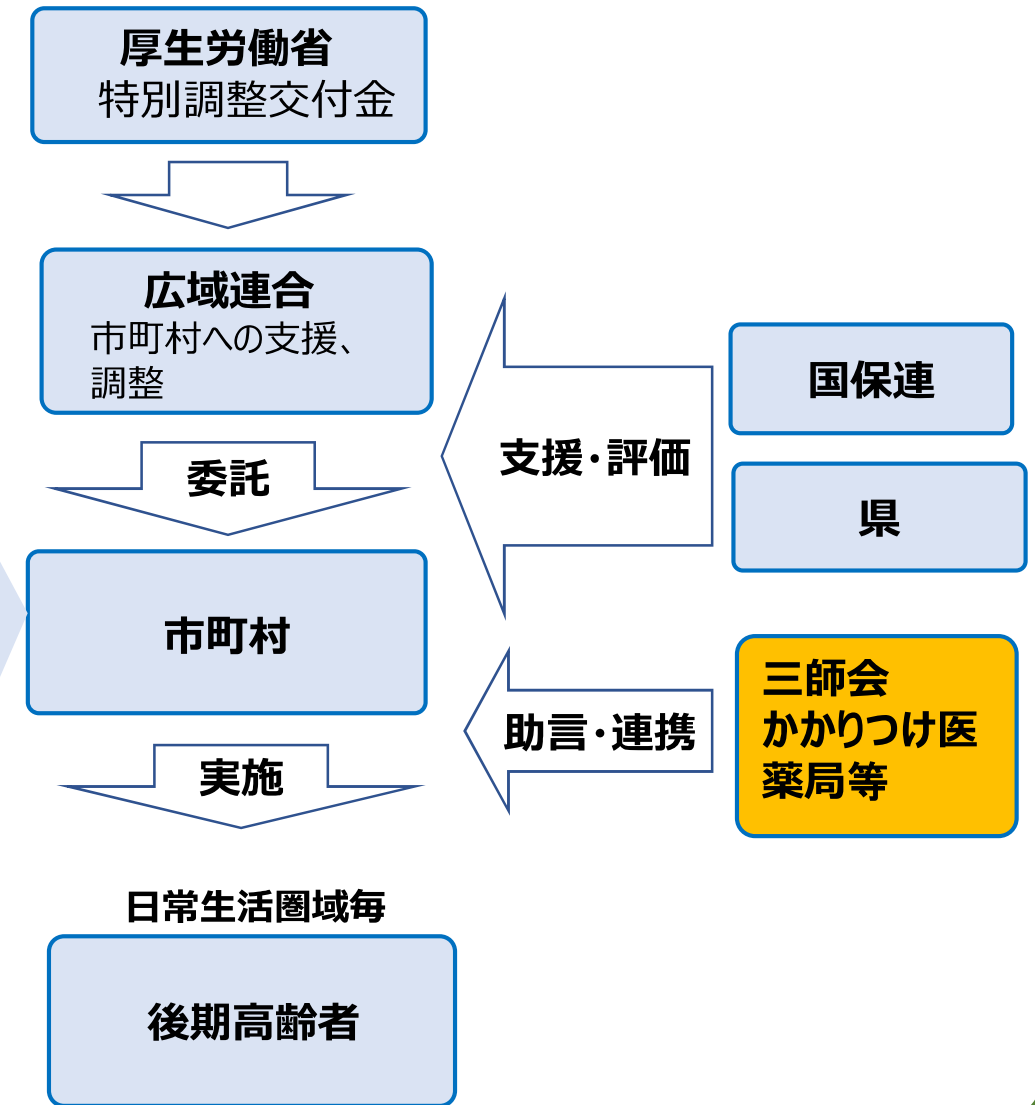 厚生労働省
特別調整交付金
広域連合
市町村への支援、
調整
委託
市町村
実施
日常生活圏域毎
後期高齢者
支援・評価
国保連
県
助言・連携
三師会
かかりつけ医
薬局等